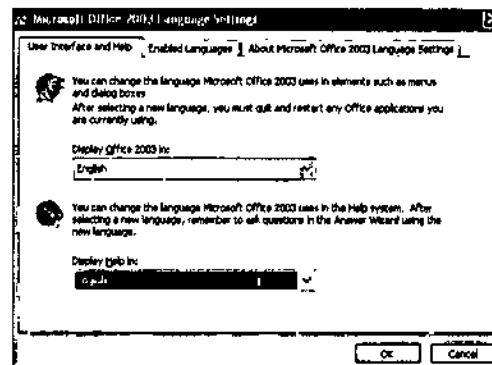 Microsoft Office 2003 Language Settings
User Interface and Help
Enabled Languages
About Microsoft Office 2003 Language Settings
You can change the language Microsoft Office 2003 uses in elements such as menus
and dialog boxes
After selecting a new language, you must quit and restart any Office applications you
are currently using.
Display Office 2003 in:
English
You can change the language Microsoft Office 2003 uses in the Help system. After
selecting a new language, remember to ask questions in the Answer Wizard using the
new language.
Display Help in:
English
OK
Cancel